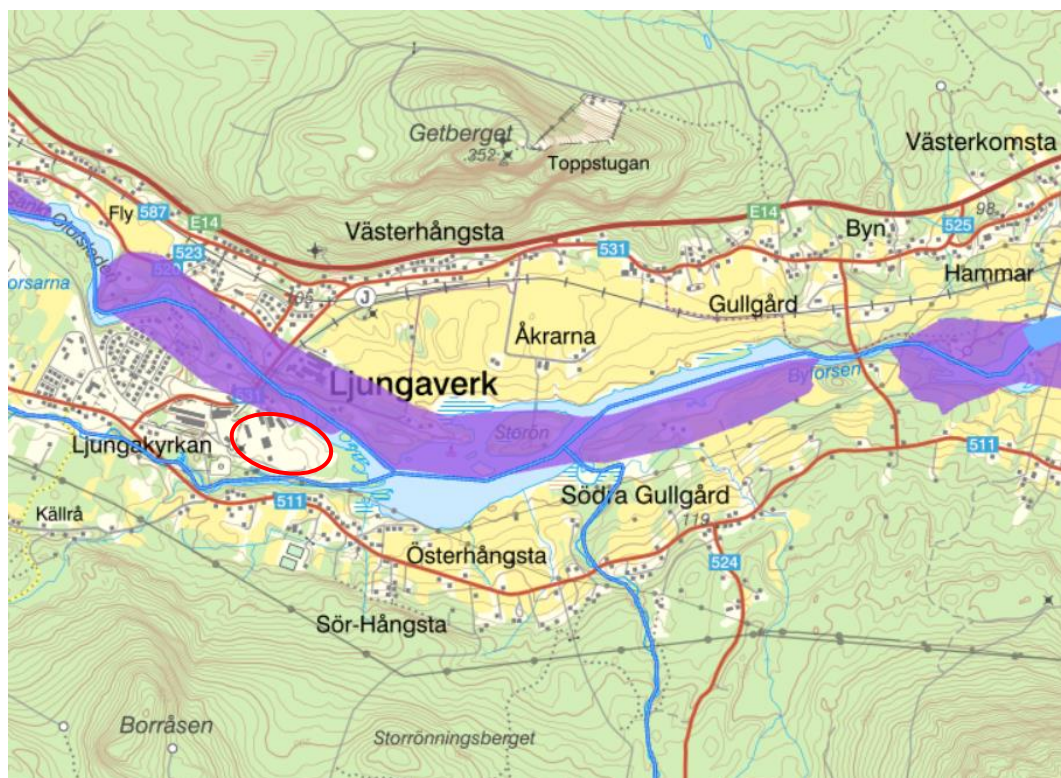 Getberget
352
Toppstugan
Västerkomsta
Fly
587
E14
Västerhångsta
E14
Byn
98
525
523
520
531
Hammar
Gullgård
J
Åkrarna
Ljungaverk
Byforsen
Storön
Ljungakyrkan
Södra Gullgård
511
511
Källrå
119
Österhångsta
524
Sör-Hångsta
Borråsen
Storrönningsberget